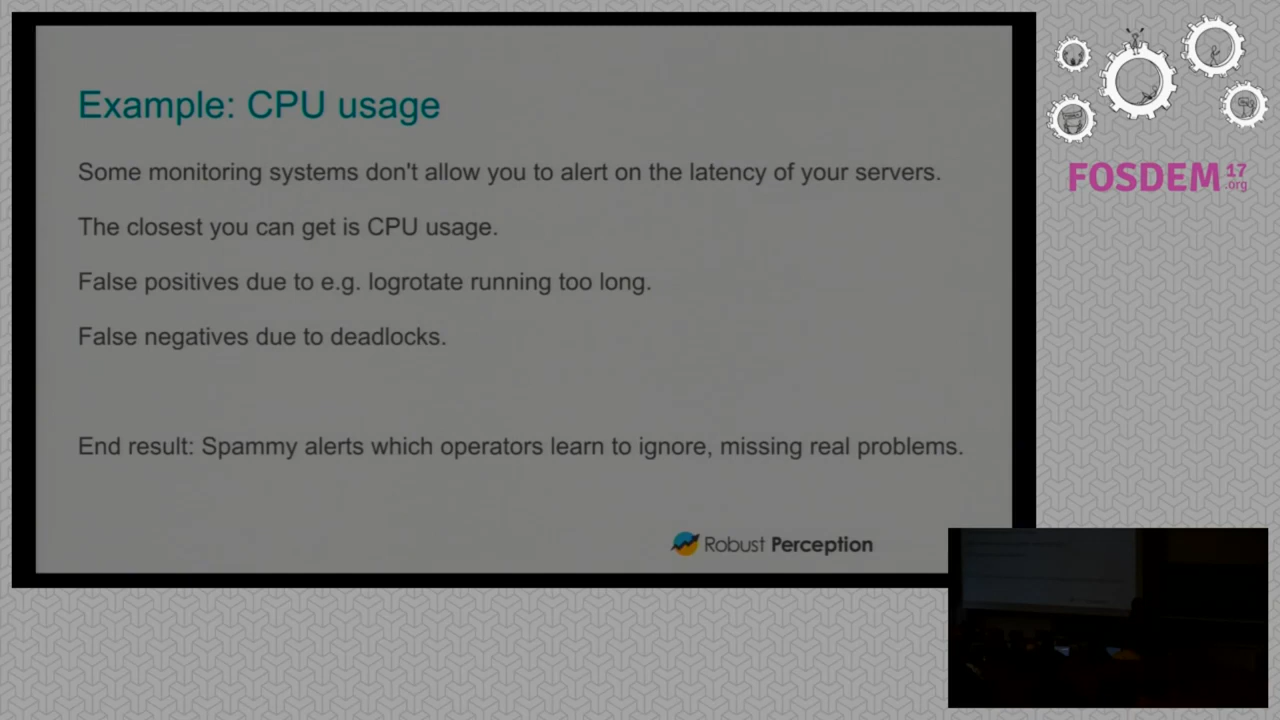 Example: CPU usage
Some monitoring systems don't allow you to alert on the latency of your servers.
The closest you can get is CPU usage.
False positives due to e.g. logrotate running too long.
False negatives due to deadlocks.
End result: Spammy alerts which operators learn to ignore, missing real problems.
Robust Perception
FOSDEM 17
.org